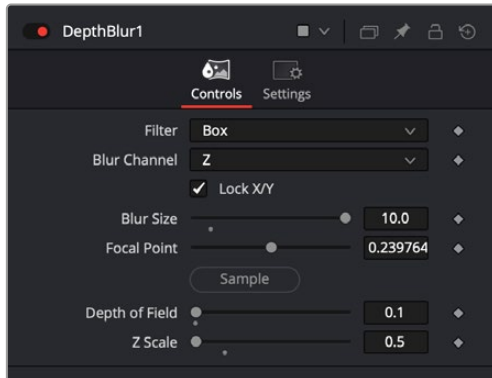 DepthBlur1
Controls Settings
Filter Box
Blur Channel Z
Lock X/Y
Blur Size 10.0
Focal Point 0.239764
Sample
Depth of Field 0.1
Z Scale 0.5